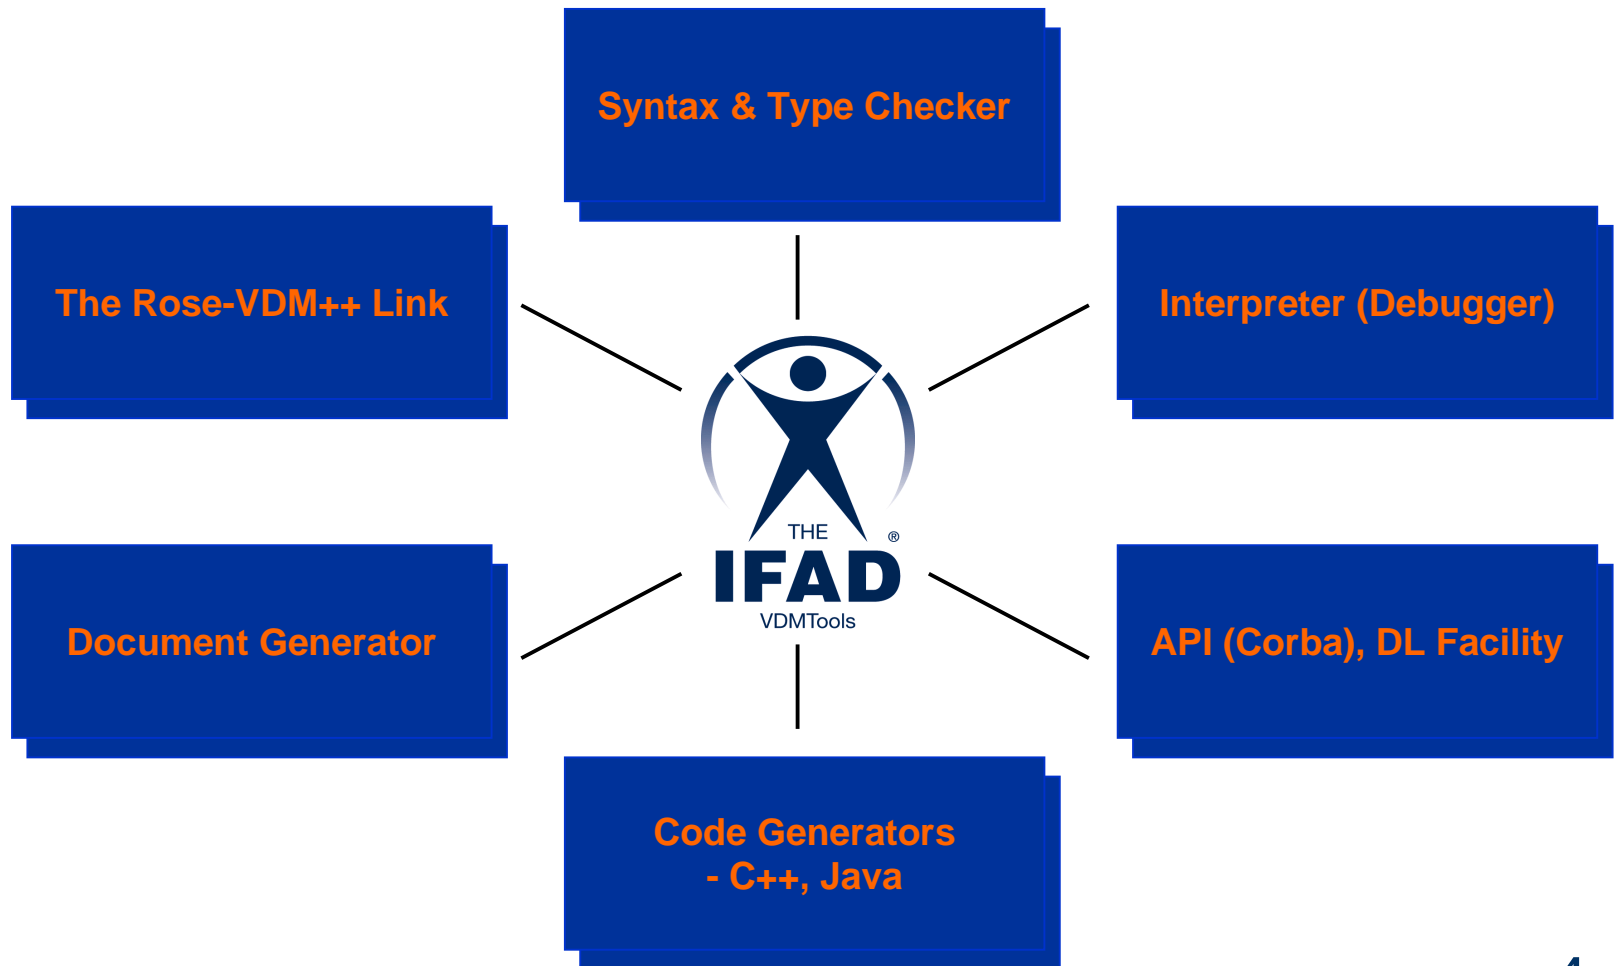 Syntax & Type Checker
The Rose-VDM++ Link
Interpreter (Debugger)
THE
®
IFAD
VDMTools
Document Generator
API (Corba), DL Facility
Code Generators
- C++, Java